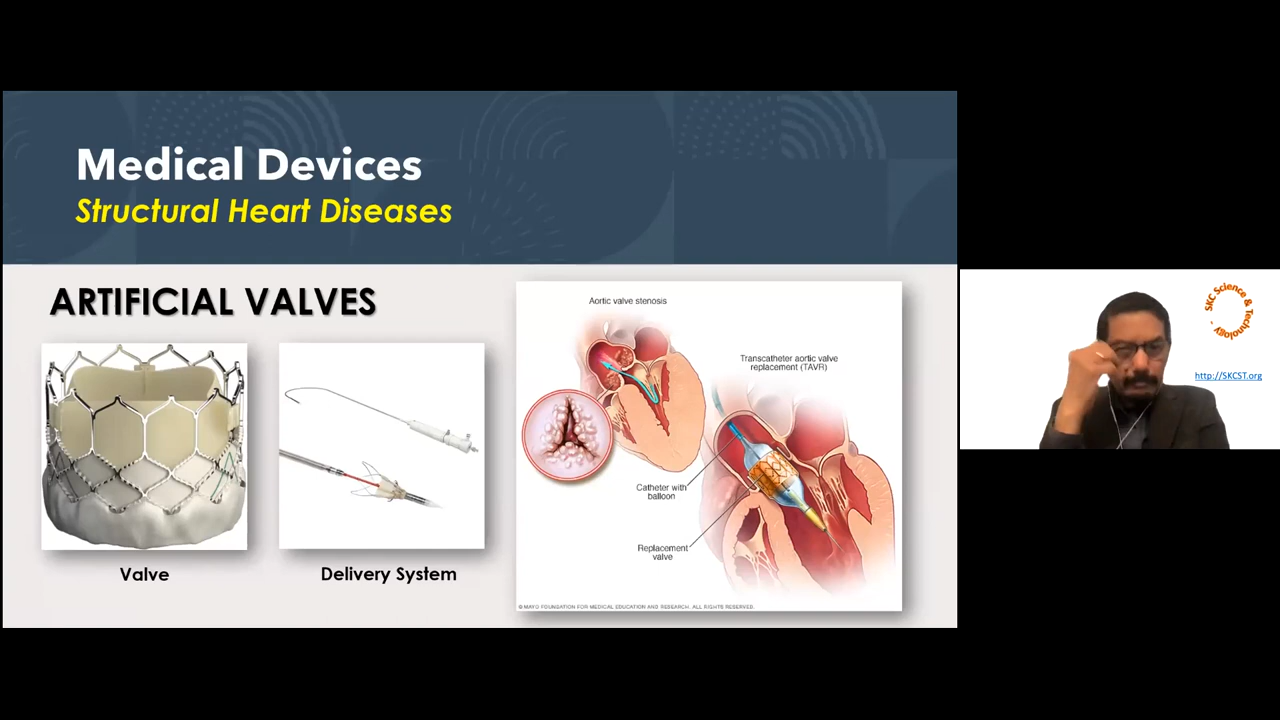 Medical Devices
Structural Heart Diseases
ARTIFICIAL VALVES
Valve
Delivery System
Aortic valve stenosis
Transcatheter aortic valve
replacement (TAVR)
Catheter with
balloon
Replacement
valve
© MAYO FOUNDATION FOR MEDICAL EDUCATION AND RESEARCH. ALL RIGHTS RESERVED.
SKC Science & Technology -
http://SKCST.org